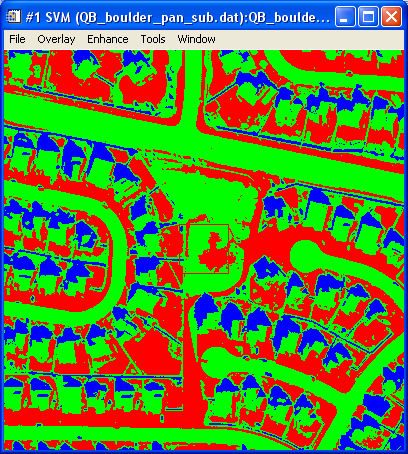 #1 SVM (QB_boulder_pan_sub.dat):QB_boulde...
File Overlay Enhance Tools Window